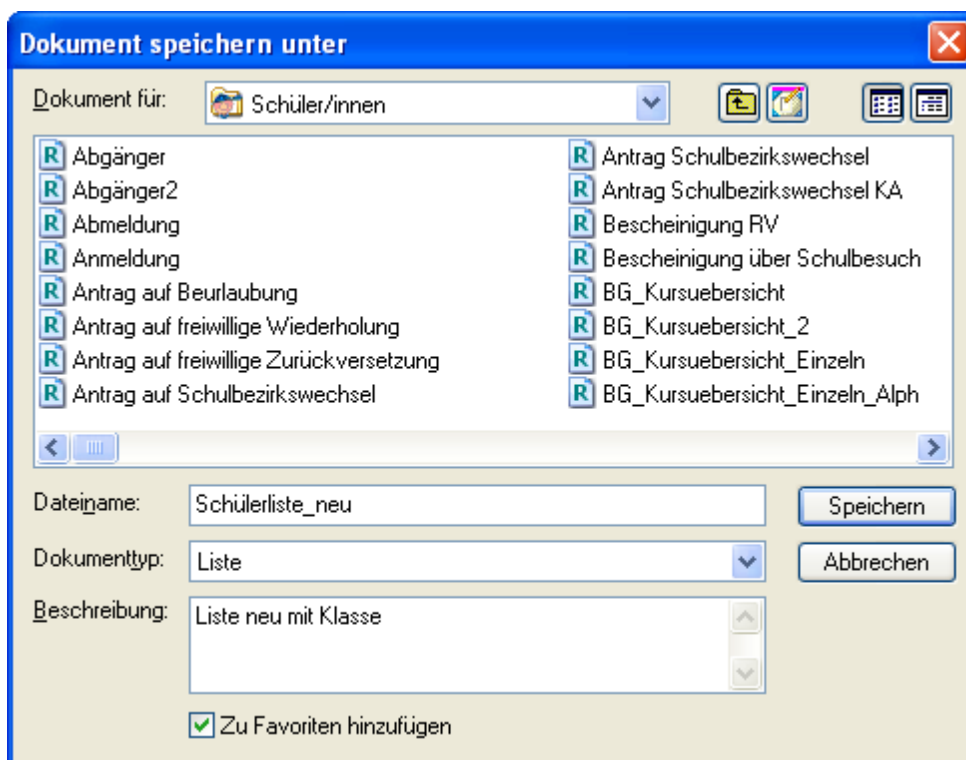 Dokument speichern unter
Dokument für: Schüler/innen
Abgänger
Abgänger2
Abmeldung
Anmeldung
Antrag auf Beurlaubung
Antrag auf freiwillige Wiederholung
Antrag auf freiwillige Zurückversetzung
Antrag auf Schulbezirkswechsel
Antrag Schulbezirkswechsel
Antrag Schulbezirkswechsel KA
Bescheinigung RV
Bescheinigung über Schulbesuch
BG_Kursuebersicht
BG_Kursuebersicht_2
BG_Kursuebersicht_Einzeln
BG_Kursuebersicht_Einzeln_Alph
Dateiname: Schülerliste_neu Speichern
Dokumenttyp: Liste Abbrechen
Beschreibung: Liste neu mit Klasse
Zu Favoriten hinzufügen